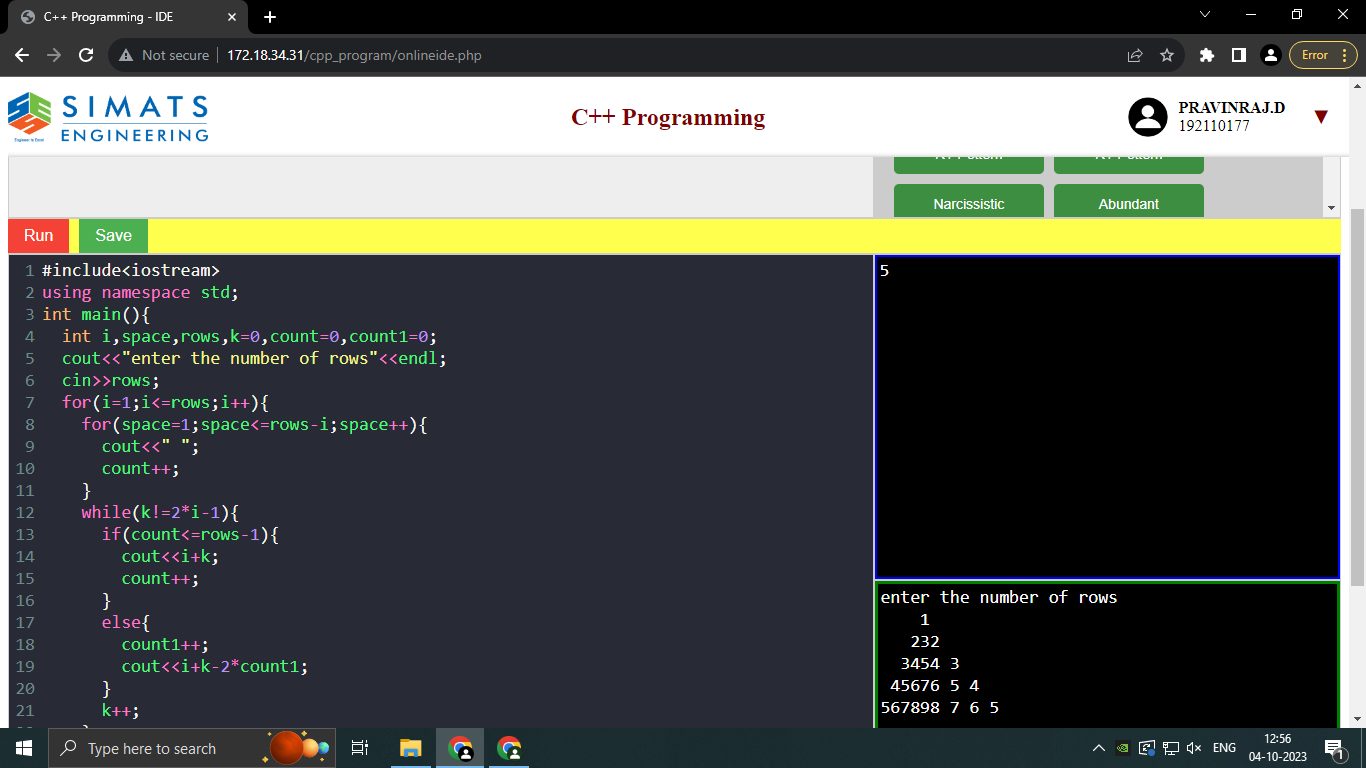 C++ Programming - IDE
Not secure | 172.18.34.31/cpp_program/onlineide.php
Error
SIMATS
ENGINEERING
C++ Programming
PRAVINRAJ.D
192110177
Narcissistic
Abundant
Run
Save
1 #include<iostream>
2 using namespace std;
3 int main(){
4 int i,space,rows,k=0,count=0,count1=0;
5 cout<<"enter the number of rows"<<endl;
6 cin>>rows;
7 for(i=1;i<=rows;i++){
8 for(space=1;space<=rows-i;space++){
9 cout<<" ";
10 count++;
11 }
12 while(k!=2*i-1){
13 if(count<=rows-1){
14 cout<<i+k;
15 count++;
16 }
17 else{
18 count1++;
19 cout<<i+k-2*count1;
20 }
21 k++;
5
enter the number of rows
1
232
3454 3
45676 5 4
567898 7 6 5
Type here to search
ENG
12:56
04-10-2023
1